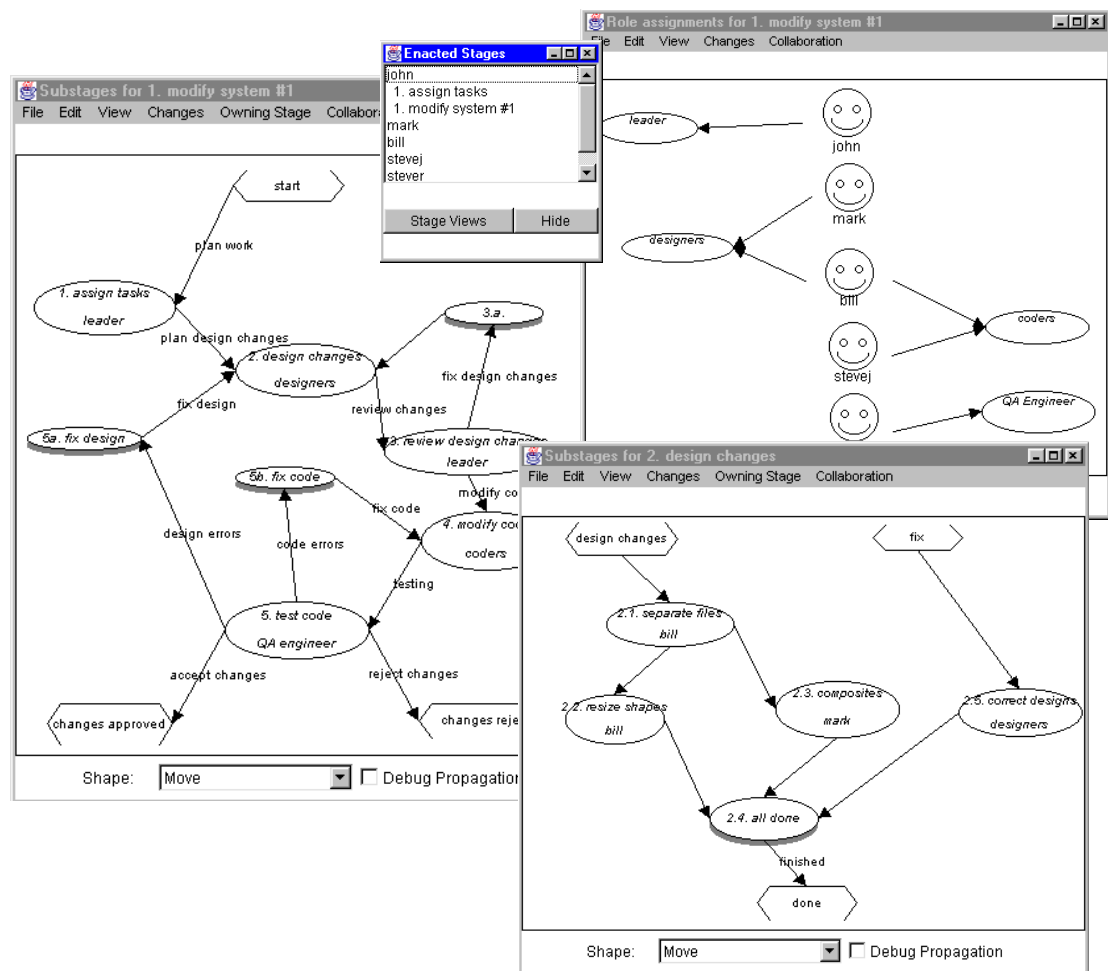 Role assignments for 1. modify system #1
File Edit View Changes Collaboration
leader
john
mark
designers
bill
coders
stevej
QA Engineer
Enacted Stages
john
1. assign tasks
1. modify system #1
mark
bill
stevej
stever
Stage Views Hide
Substages for 1. modify system #1
File Edit View Changes Owning Stage
start
plan work
1. assign tasks
leader
3.a.
plan design changes
2. design changes
designers
fix design changes
fix design
review changes
5a. fix design
3. review design changes
leader
5b. fix code
fix code
4. modify
coders
design errors
code errors
testing
5. test code
QA engineer
accept changes
reject changes
changes approved
changes
Shape: Move Debug Propagation
Substages for 2. design changes
File Edit View Changes Owning Stage Collaboration
design changes
fix
2.1. separate files
bill
2.2. resize shapes
bill
2.3. composites
mark
2.5. correct designs
designers
2.4. all done
finished
done
Shape: Move Debug Propagation